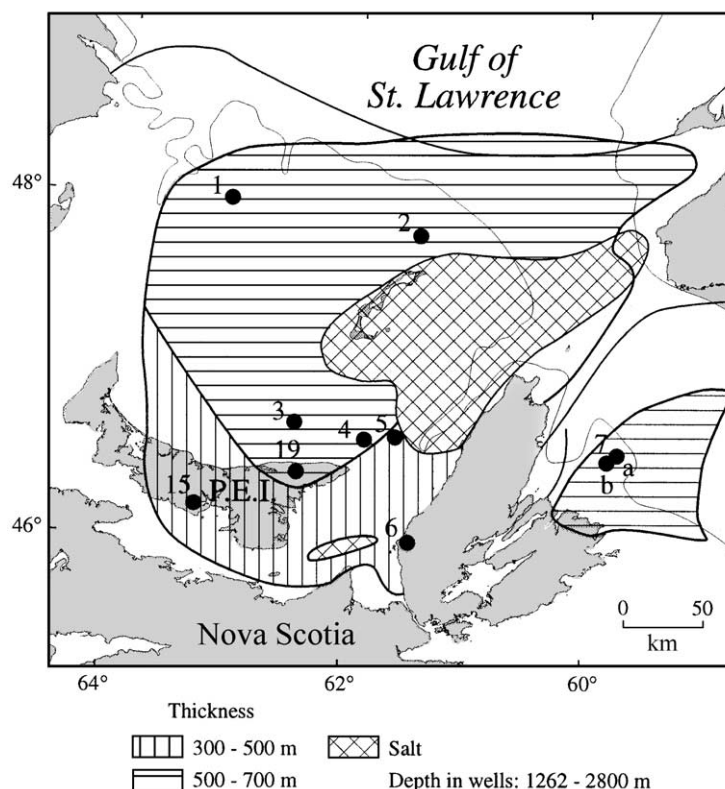 Gulf of
St. Lawrence
48°
1
2
3
4
5
19
15
P.E.I.
7
a
b
46°
6
0 50
km
Nova Scotia
64° 62° 60°
Thickness
300 - 500 m Salt
500 - 700 m Depth in wells: 1262 - 2800 m